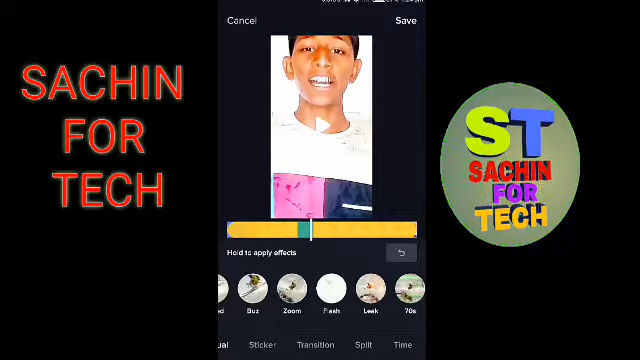 Cancel
Save
SACHIN
FOR
TECH
ST
SACHIN
FOR
TECH
Hold to apply effects
Buz
Zoom
Flash
Leak
70s
Sticker
Transition
Split
Time